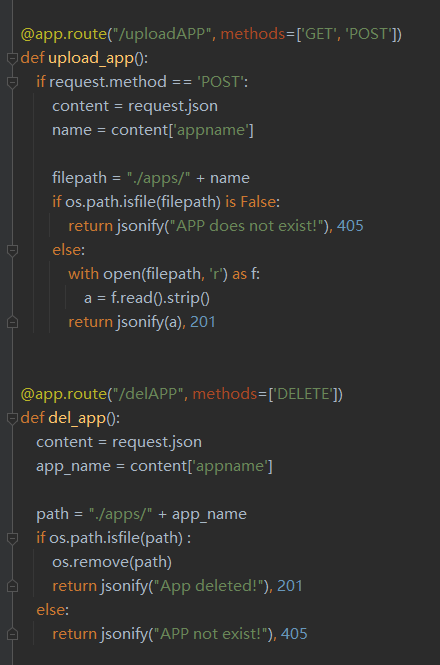 @app.route("/uploadAPP", methods=['GET', 'POST'])
def upload_app():
    if request.method == 'POST':
        content = request.json
        name = content['appname']

        filepath = "./apps/" + name
        if os.path.isfile(filepath) is False:
            return jsonify("APP does not exist!"), 405
        else:
            with open(filepath, 'r') as f:
                a = f.read().strip()
            return jsonify(a), 201


@app.route("/delAPP", methods=['DELETE'])
def del_app():
    content = request.json
    app_name = content['appname']

    path = "./apps/" + app_name
    if os.path.isfile(path) :
        os.remove(path)
        return jsonify("App deleted!"), 201
    else:
        return jsonify("APP not exist!"), 405